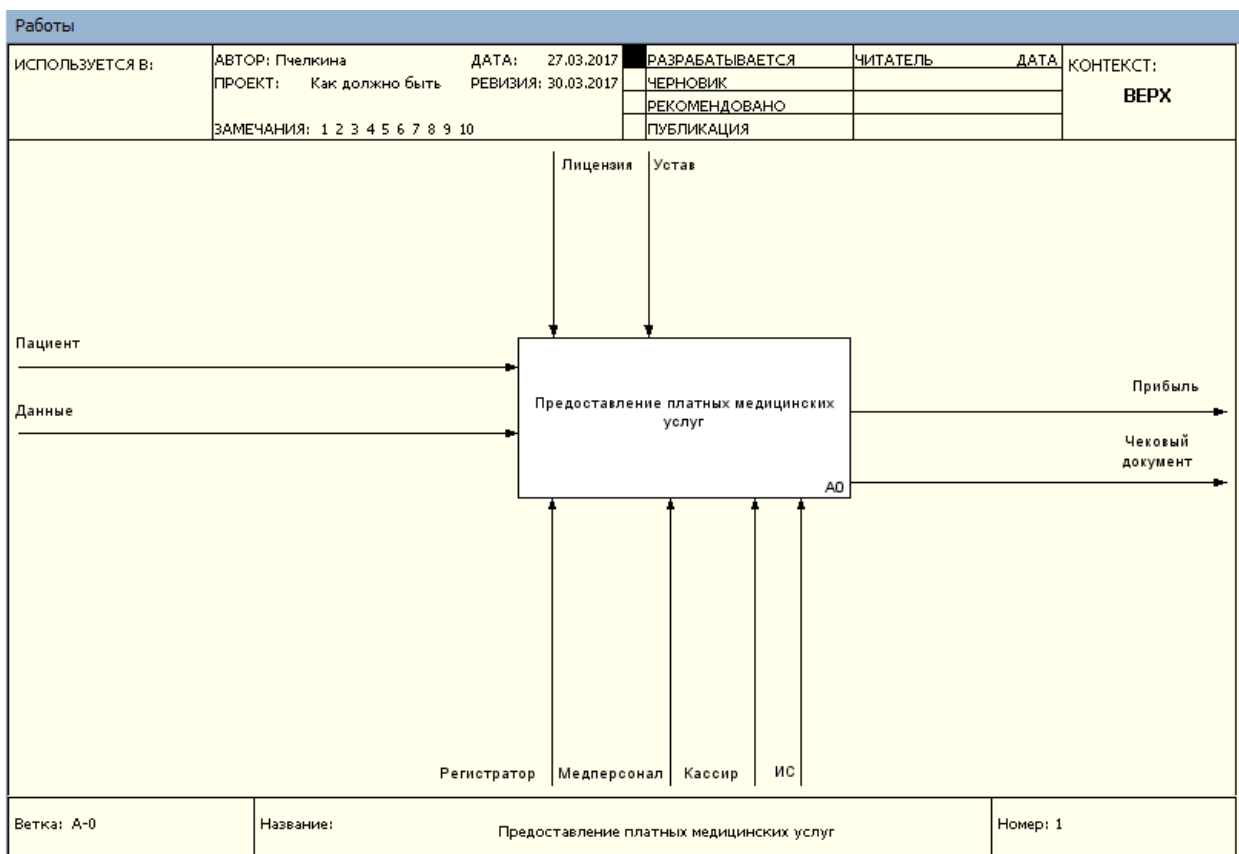 Работы
ИСПОЛЬЗУЕТСЯ В:
АВТОР: Пчелкина
ДАТА: 27.03.2017
ПРОЕКТ: Как должно быть
РЕВИЗИЯ: 30.03.2017
ЗАМЕЧАНИЯ: 1 2 3 4 5 6 7 8 9 10
РАЗРАБАТЫВАЕТСЯ
ЧЕРНОВИК
РЕКОМЕНДОВАНО
ПУБЛИКАЦИЯ
ЧИТАТЕЛЬ
ДАТА
КОНТЕКСТ:
ВЕРХ
Лицензия
Устав
Пациент
Данные
Предоставление платных медицинских
услуг
A0
Прибыль
Чековый
документ
Регистратор
Медперсонал
Кассир
ИС
Ветка: A-0
Название:
Предоставление платных медицинских услуг
Номер: 1